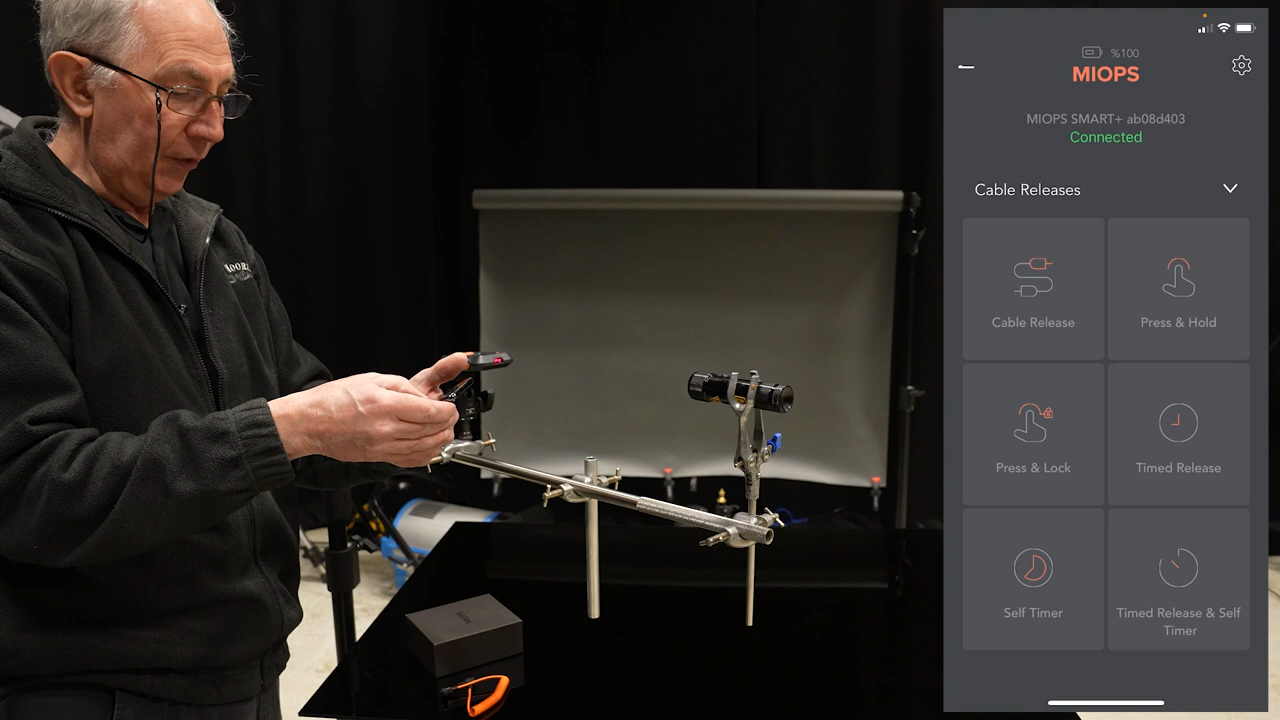 %100
MIOPS
MIOPS SMART+ ab08d403
Connected
Cable Releases
Cable Release
Press & Hold
Press & Lock
Timed Release
Self Timer
Timed Release & Self
Timer